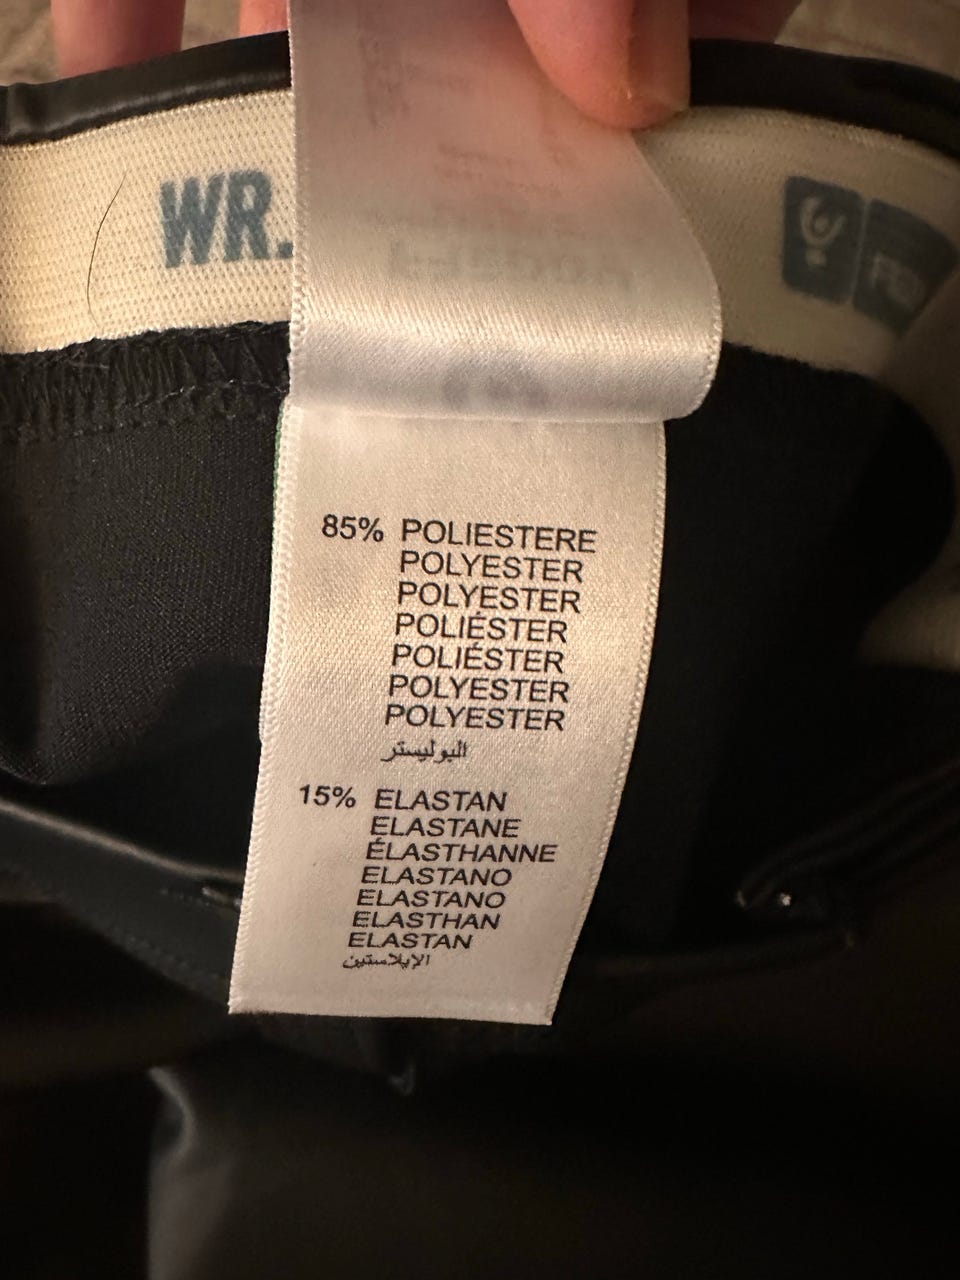 WR.
85% POLIESTERE
POLYESTER
POLYESTER
POLIÉSTER
POLIÉSTER
POLYESTER
POLYESTER
البوليستر
15% ELASTAN
ELASTANE
ÉLASTHANNE
ELASTANO
ELASTANO
ELASTHAN
ELASTAN
الإيلاستين